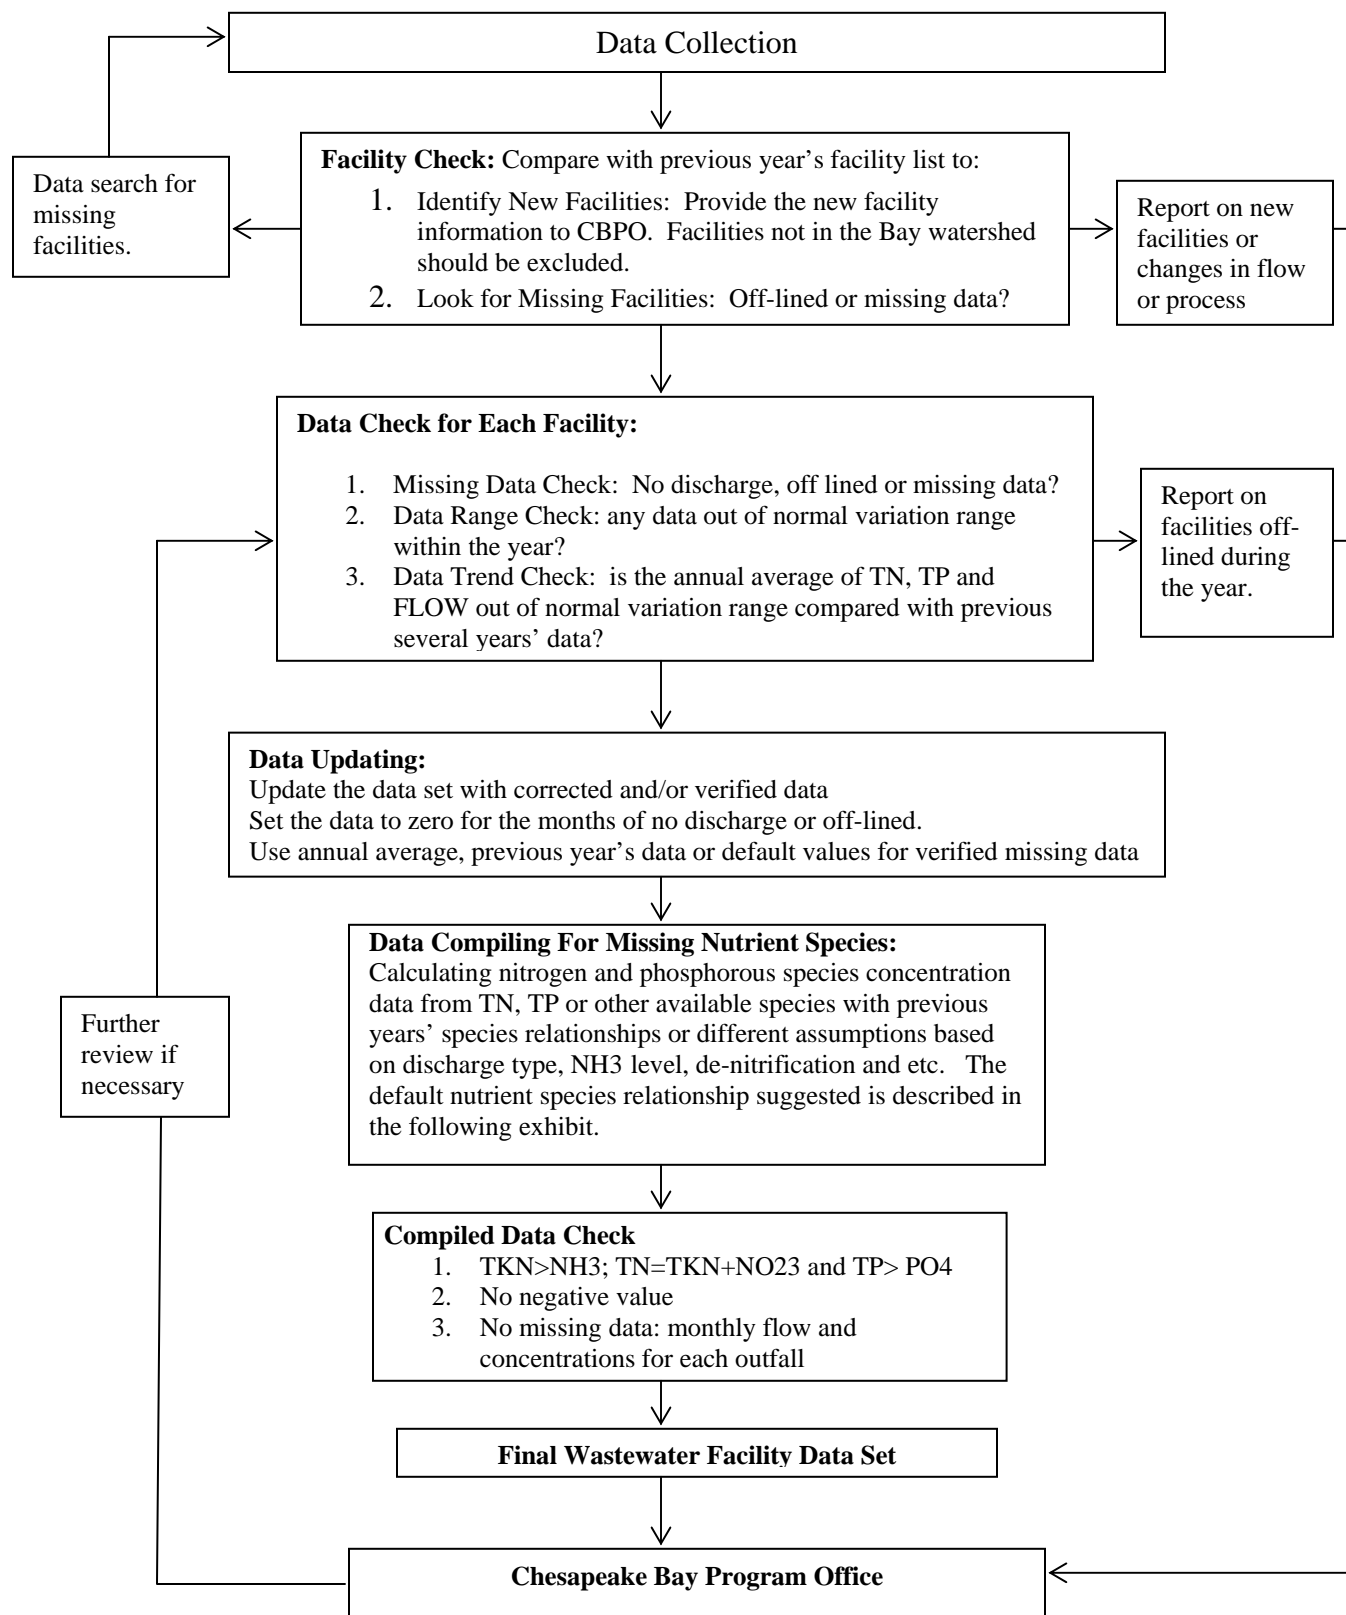 Data Collection
Facility Check: Compare with previous year’s facility list to:
1. Identify New Facilities: Provide the new facility
information to CBPO. Facilities not in the Bay watershed
should be excluded.
2. Look for Missing Facilities: Off-lined or missing data?
Data search for
missing
facilities.
Report on new
facilities or
changes in flow
or process
Data Check for Each Facility:
1. Missing Data Check: No discharge, off lined or missing data?
2. Data Range Check: any data out of normal variation range
within the year?
3. Data Trend Check: is the annual average of TN, TP and
FLOW out of normal variation range compared with previous
several years’ data?
Report on
facilities off-
lined during
the year.
Data Updating:
Update the data set with corrected and/or verified data
Set the data to zero for the months of no discharge or off-lined.
Use annual average, previous year’s data or default values for verified missing data
Data Compiling For Missing Nutrient Species:
Calculating nitrogen and phosphorous species concentration
data from TN, TP or other available species with previous
years’ species relationships or different assumptions based
on discharge type, NH3 level, de-nitrification and etc. The
default nutrient species relationship suggested is described in
the following exhibit.
Further
review if
necessary
Compiled Data Check
1. TKN>NH3; TN=TKN+NO23 and TP> PO4
2. No negative value
3. No missing data: monthly flow and
concentrations for each outfall
Final Wastewater Facility Data Set
Chesapeake Bay Program Office